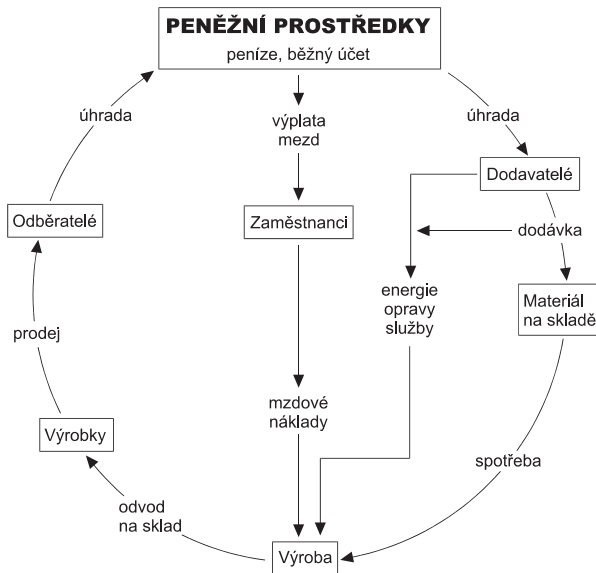 PENĚŽNÍ PROSTŘEDKY
peníze, běžný účet
úhrada
výplata
mezd
úhrada
Dodavatelé
Odběratelé
Zaměstnanci
dodávka
energie
opravy
služby
Materiál
na skladě
prodej
mzdové
náklady
Výrobky
spotřeba
odvod
na sklad
Výroba